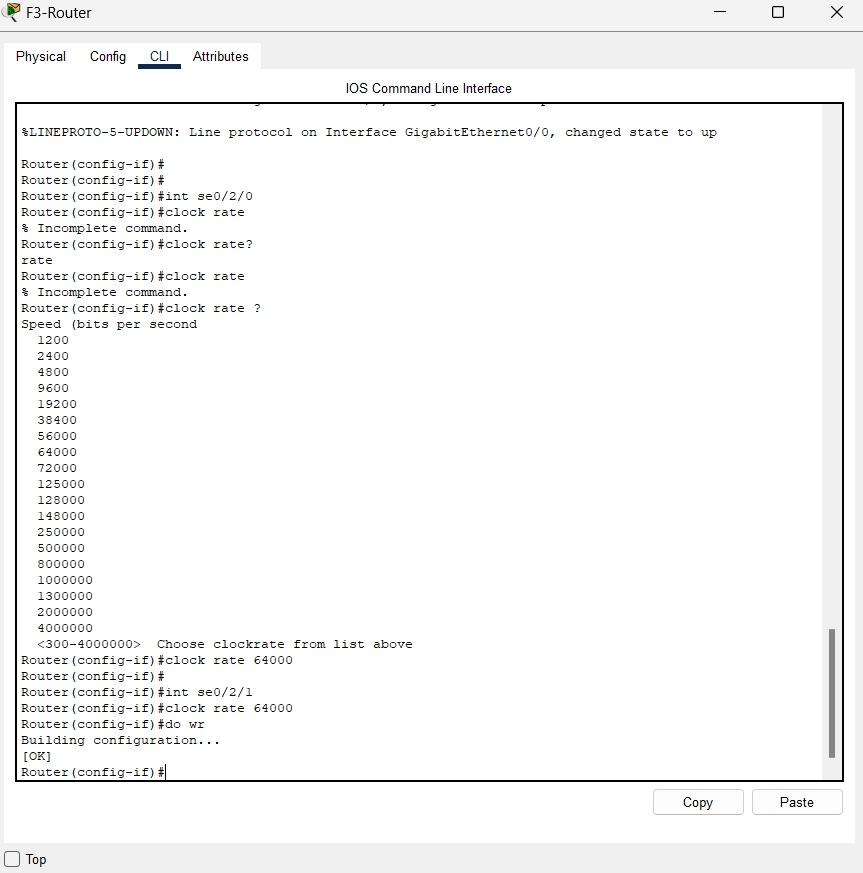 F3-Router
Physical Config CLI Attributes
IOS Command Line Interface
%LINEPROTO-5-UPDOWN: Line protocol on Interface GigabitEthernet0/0, changed state to up
Router(config-if)#
Router(config-if)#
Router(config-if)#int se0/2/0
Router(config-if)#clock rate
% Incomplete command.
Router(config-if)#clock rate?
rate
Router(config-if)#clock rate
% Incomplete command.
Router(config-if)#clock rate ?
Speed (bits per second
1200
2400
4800
9600
19200
38400
56000
64000
72000
125000
128000
148000
250000
500000
800000
1000000
1300000
2000000
4000000
<300-4000000> Choose clockrate from list above
Router(config-if)#clock rate 64000
Router(config-if)#
Router(config-if)#int se0/2/1
Router(config-if)#clock rate 64000
Router(config-if)#do wr
Building configuration...
[OK]
Router(config-if)#
Copy Paste
Top